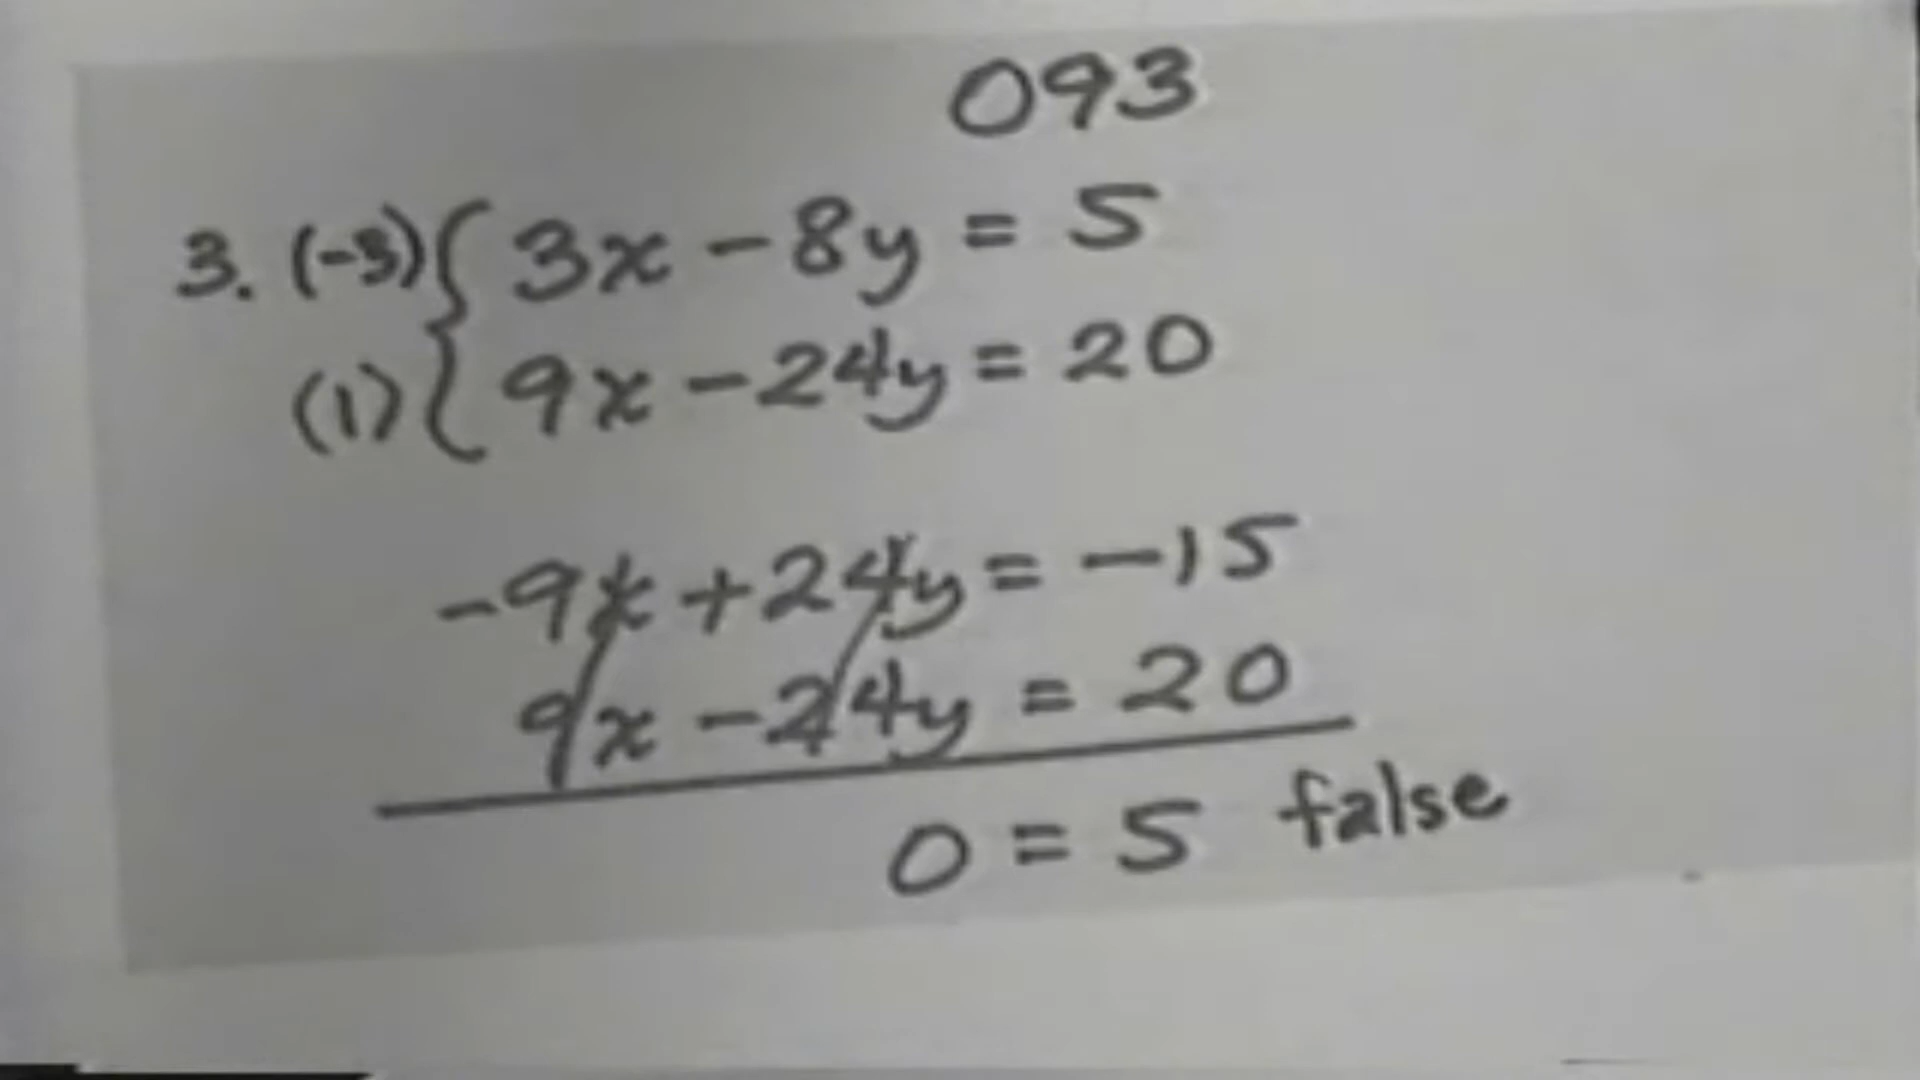 093
3. (-3) { 3x - 8y = 5
(1) { 9x - 24y = 20
-9x + 24y = -15
9x - 24y = 20
0 = 5 false